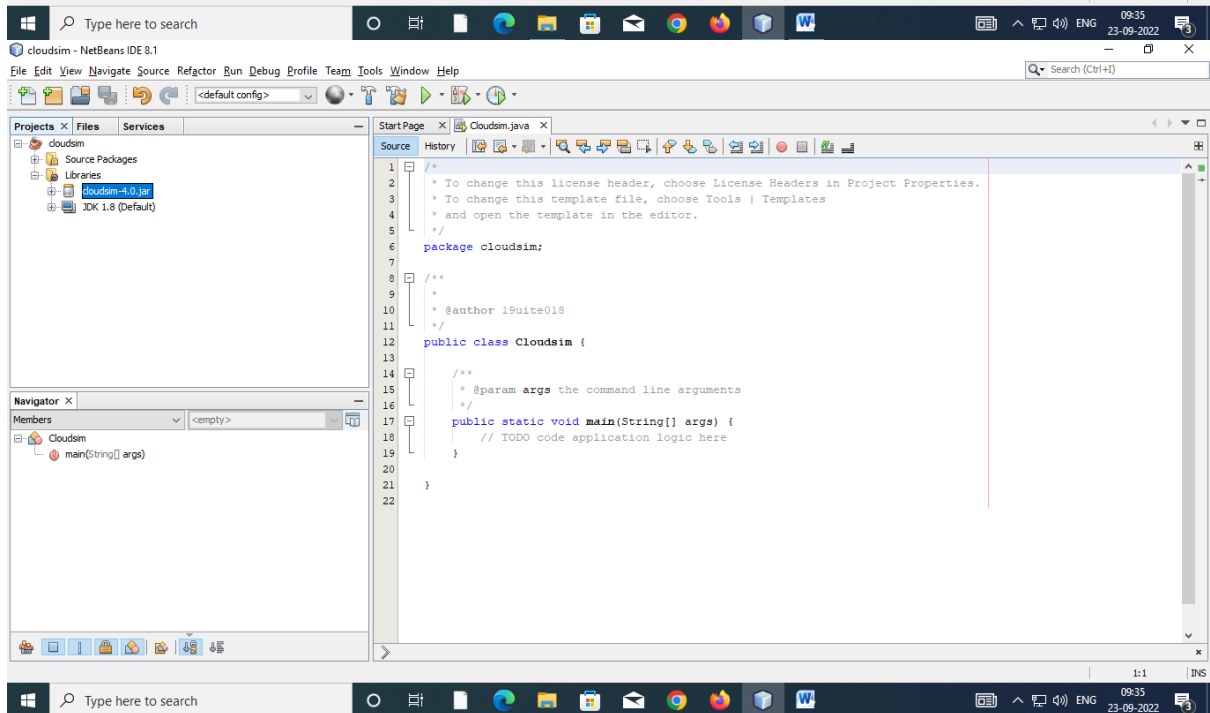 Type here to search
ENG
09:35
23-09-2022
3
cloudsim - NetBeans IDE 8.1
File Edit View Navigate Source Refactor Run Debug Profile Team Tools Window Help
Search (Ctrl+I)
<default config>
Projects Files Services
Start Page Cloudsim.java
cloudsim
Source Packages
Libraries
cloudsim-4.0.jar
JDK 1.8 (Default)
Source History
1 /*
2 * To change this license header, choose License Headers in Project Properties.
3 * To change this template file, choose Tools | Templates
4 * and open the template in the editor.
5 */
6 package cloudsim;
7
8 /**
9 *
10 * @author 19uite018
11 */
12 public class Cloudsim {
13
14 /**
15 * @param args the command line arguments
16 */
17 public static void main(String[] args) {
18 // TODO code application logic here
19 }
20
21 }
22
Navigator
Members <empty>
Cloudsim
main(String[] args)
1:1 INS
Type here to search
W
ENG
09:35
23-09-2022
3